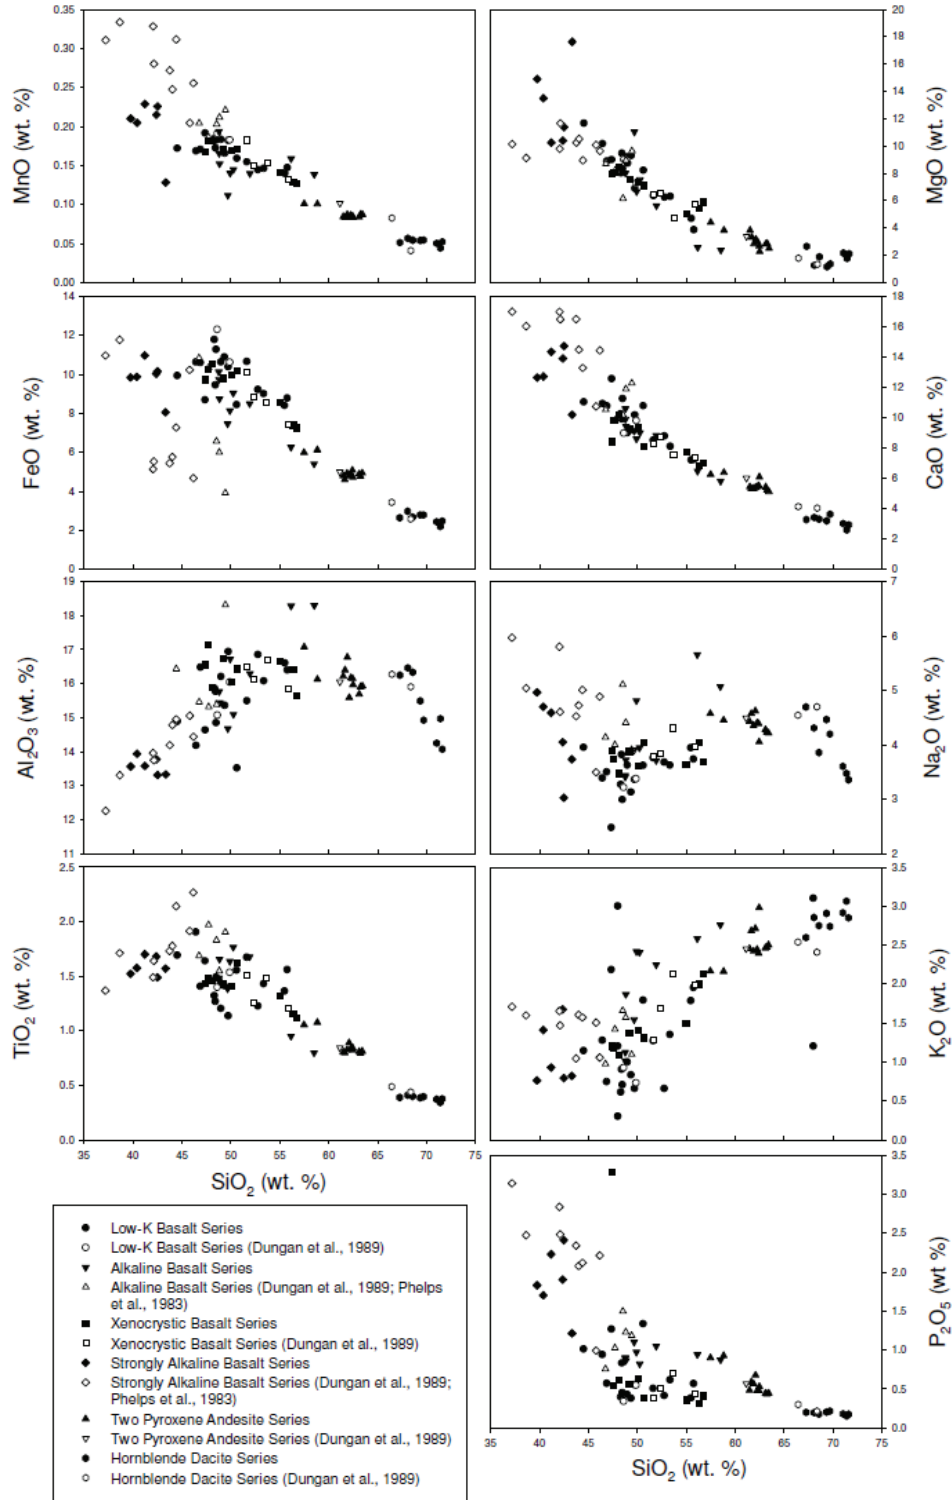 0.35
0.30
0.25
0.20
0.15
0.10
0.05
0.00
MnO (wt. %)
20
18
16
14
12
10
8
6
4
2
0
MgO (wt. %)
14
12
10
8
6
4
2
0
FeO (wt. %)
18
16
14
12
10
8
6
4
2
0
CaO (wt. %)
19
18
17
16
15
14
13
12
11
Al2O3 (wt. %)
7
6
5
4
3
2
Na2O (wt. %)
2.5
2.0
1.5
1.0
0.5
0.0
TiO2 (wt. %)
35 40 45 50 55 60 65 70 75
SiO2 (wt. %)
3.5
3.0
2.5
2.0
1.5
1.0
0.5
0.0
K2O (wt. %)
3.5
3.0
2.5
2.0
1.5
1.0
0.5
0.0
P2O5 (wt %)
35 40 45 50 55 60 65 70 75
SiO2 (wt. %)
Low-K Basalt Series
Low-K Basalt Series (Dungan et al., 1989)
Alkaline Basalt Series
Alkaline Basalt Series (Dungan et al., 1989; Phelps
et al., 1983)
Xenocrystic Basalt Series
Xenocrystic Basalt Series (Dungan et al., 1989)
Strongly Alkaline Basalt Series
Strongly Alkaline Basalt Series (Dungan et al., 1989;
Phelps et al., 1983)
Two Pyroxene Andesite Series
Two Pyroxene Andesite Series (Dungan et al., 1989)
Hornblende Dacite Series
Hornblende Dacite Series (Dungan et al., 1989)